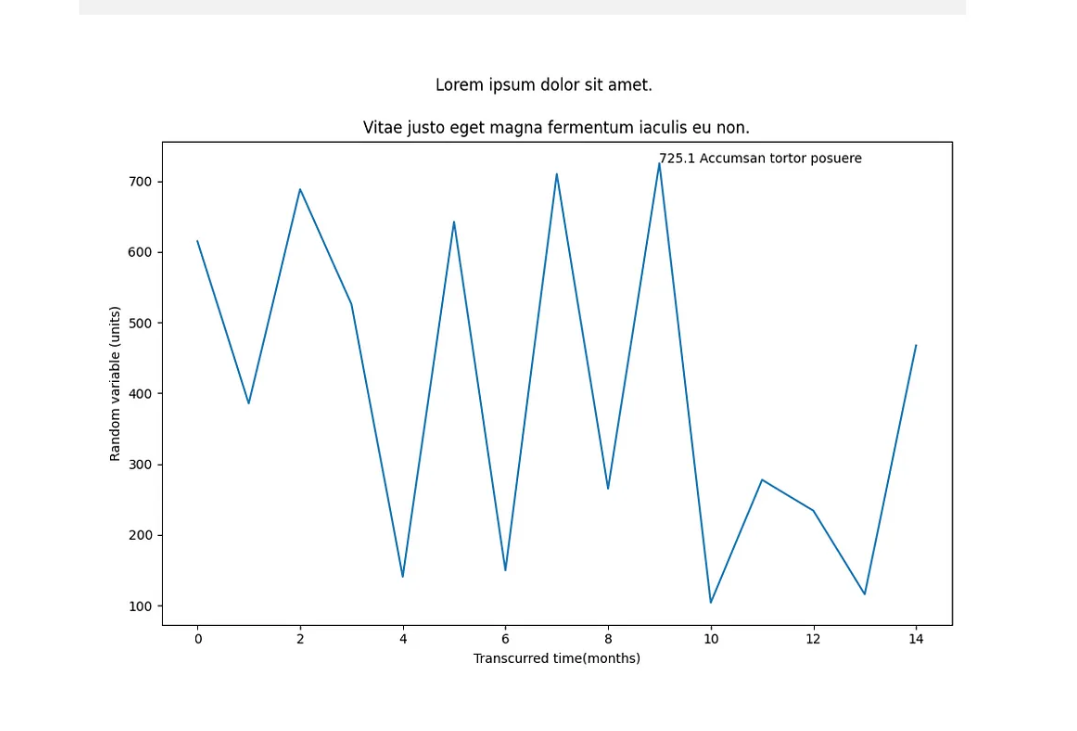 Lorem ipsum dolor sit amet.
Vitae justo eget magna fermentum iaculis eu non.
725.1 Accumsan tortor posuere
700
600
500
400
300
200
100
Random variable (units)
0 2 4 6 8 10 12 14
Transcurred time(months)